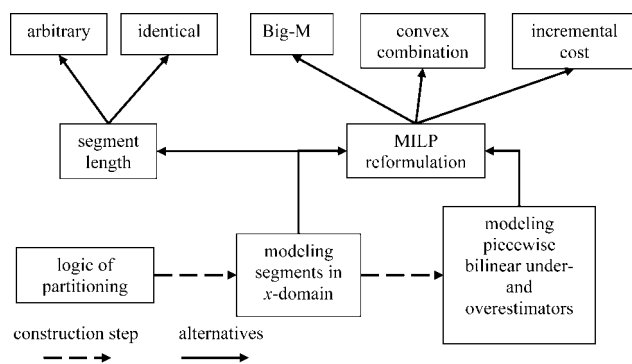 arbitrary
identical
Big-M
convex
combination
incremental
cost
segment
length
MILP
reformulation
logic of
partitioning
modeling
segments in
x-domain
modeling
piecewise
bilinear under-
and
overestimators
construction step
alternatives